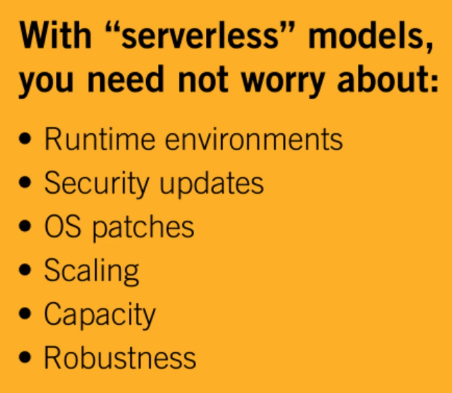 With “serverless” models,
you need not worry about:
• Runtime environments
• Security updates
• OS patches
• Scaling
• Capacity
• Robustness